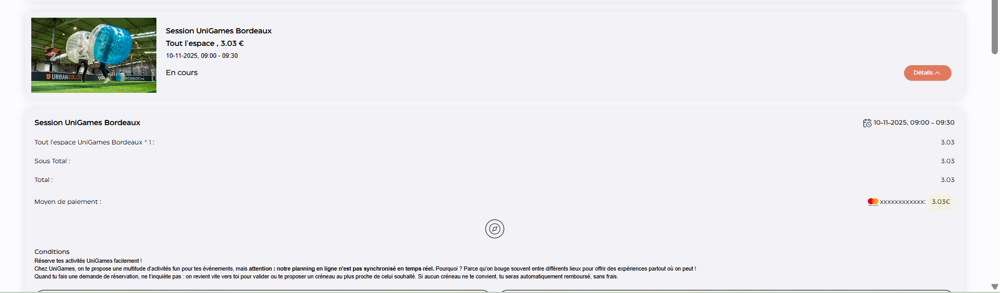 2
URBANSOCCER
Session UniGames Bordeaux
Tout l'espace , 3.03 €
10-11-2025, 09:00 - 09:30
En cours
Détails
Session UniGames Bordeaux
10-11-2025, 09:00 - 09:30
Tout l'espace UniGames Bordeaux * 1 :
3.03
Sous Total :
3.03
Total :
3.03
Moyen de paiement :
xxxxxxxxxxxx:
3.03€
Conditions
Réserve tes activités UniGames facilement !
Chez UniGames, on te propose une multitude d'activités fun pour tes événements, mais attention : notre planning en ligne n'est pas synchronisé en temps réel. Pourquoi ? Parce qu'on bouge souvent entre différents lieux pour offrir des expériences partout où on peut !
Quand tu fais une demande de réservation, ne t'inquiète pas : on revient vite vers toi pour valider ou te proposer un créneau au plus proche de celui souhaité. Si aucun créneau ne te convient, tu seras automatiquement remboursé, sans frais.